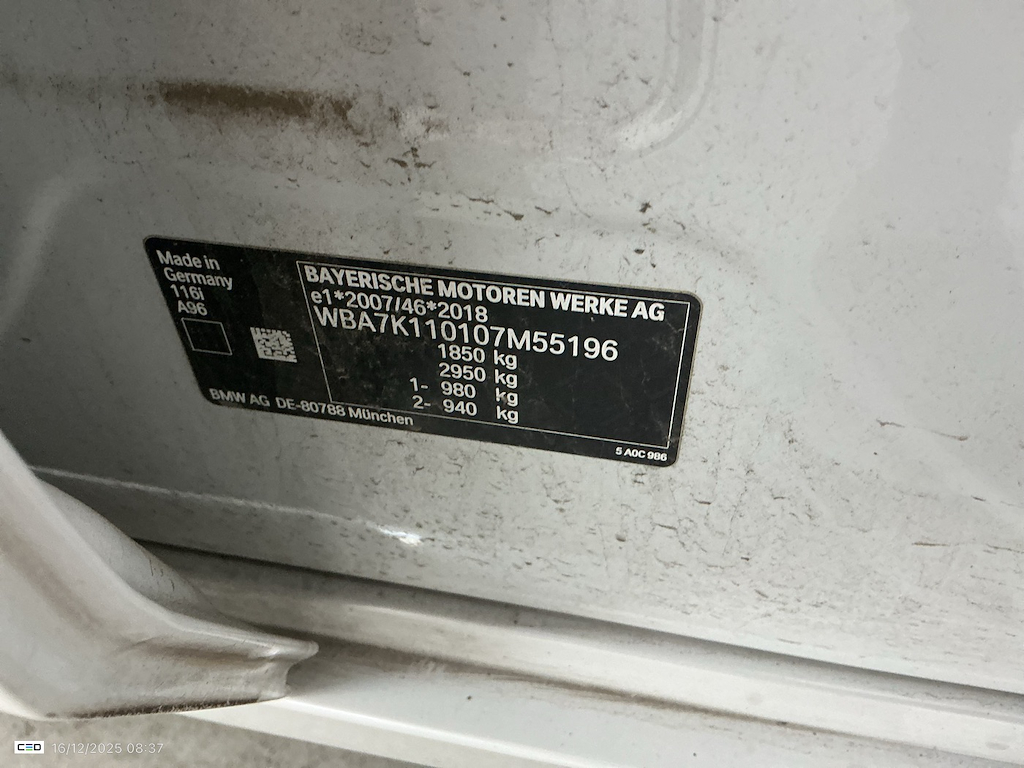 Made in
Germany
116i
A96
BAYERISCHE MOTOREN WERKE AG
e1*2007/46*2018
WBA7K110107M55196
1850 kg
2950 kg
1- 980 kg
2- 940 kg
BMW AG DE-80788 München
5 A0C 986
CEO 16/12/2025 08:37